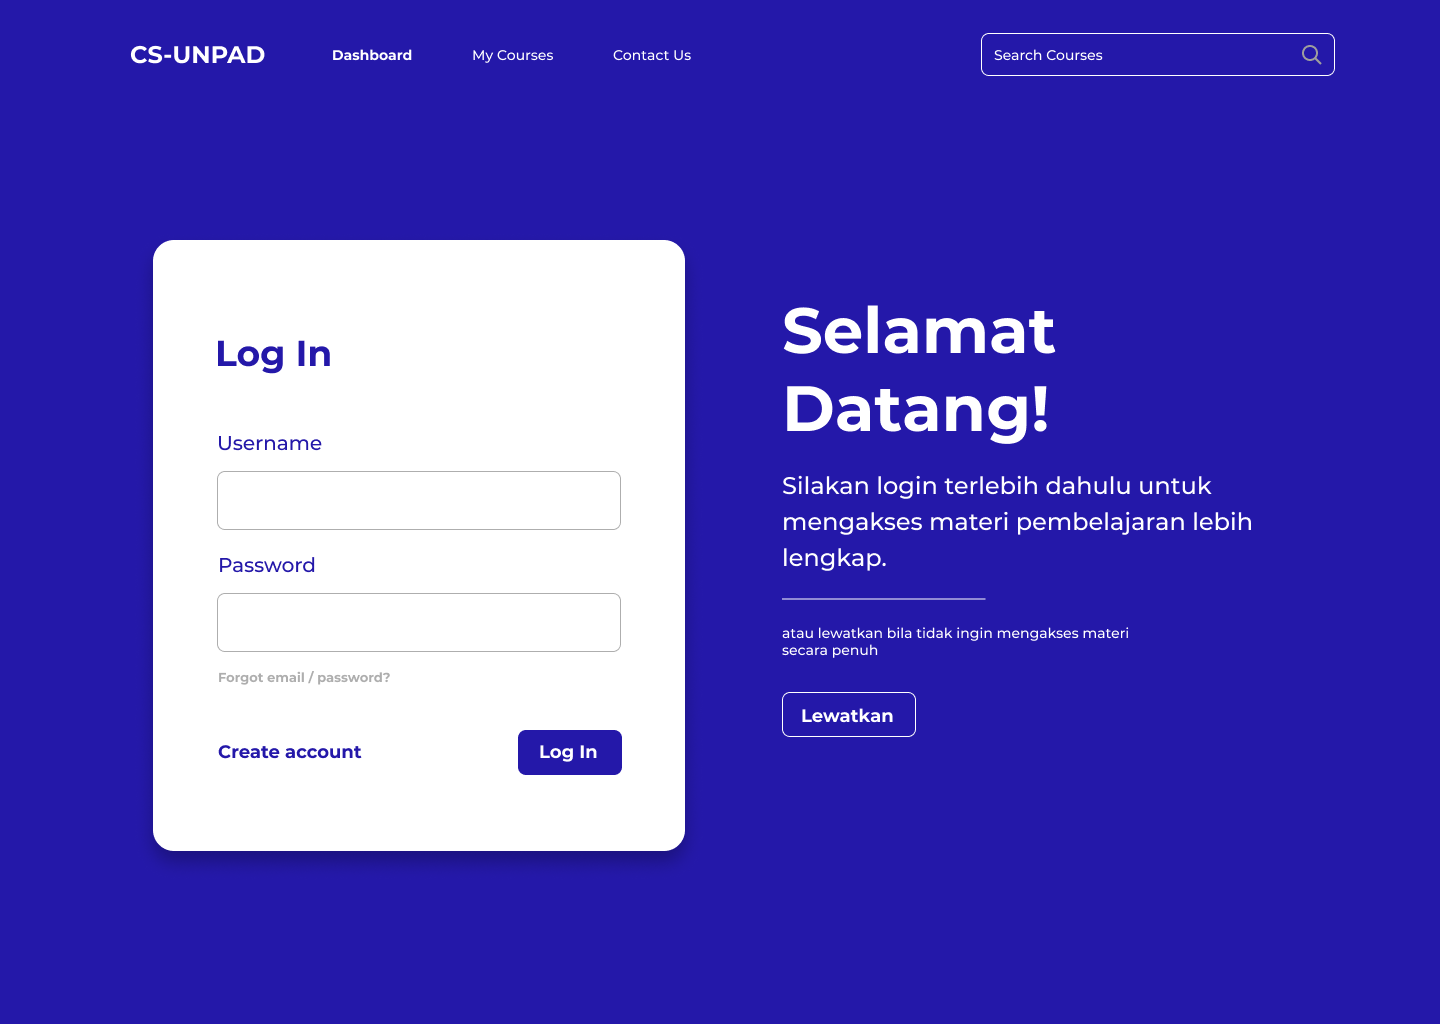 CS-UNPAD
Dashboard
My Courses
Contact Us
Search Courses
Log In
Username
Password
Forgot email / password?
Create account
Log In
Selamat
Datang!
Silakan login terlebih dahulu untuk
mengakses materi pembelajaran lebih
lengkap.
atau lewatkan bila tidak ingin mengakses materi
secara penuh
Lewatkan